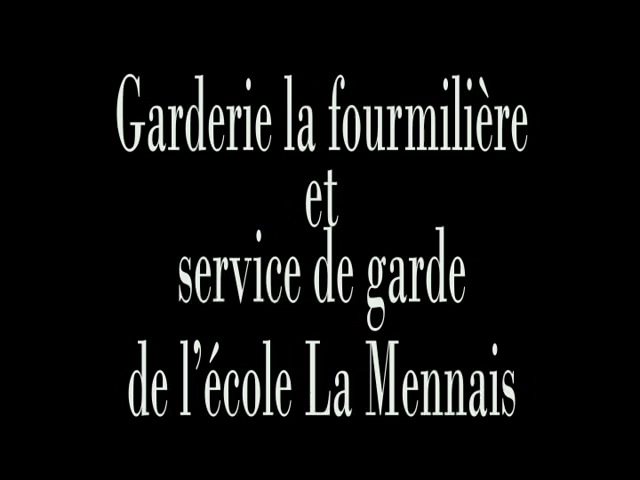 Garderie la fourmilière
et
service de garde
de l’école La Mennais